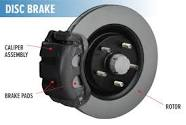 DISC BRAKE
CALIPER
ASSEMBLY
BRAKE PADS
ROTOR